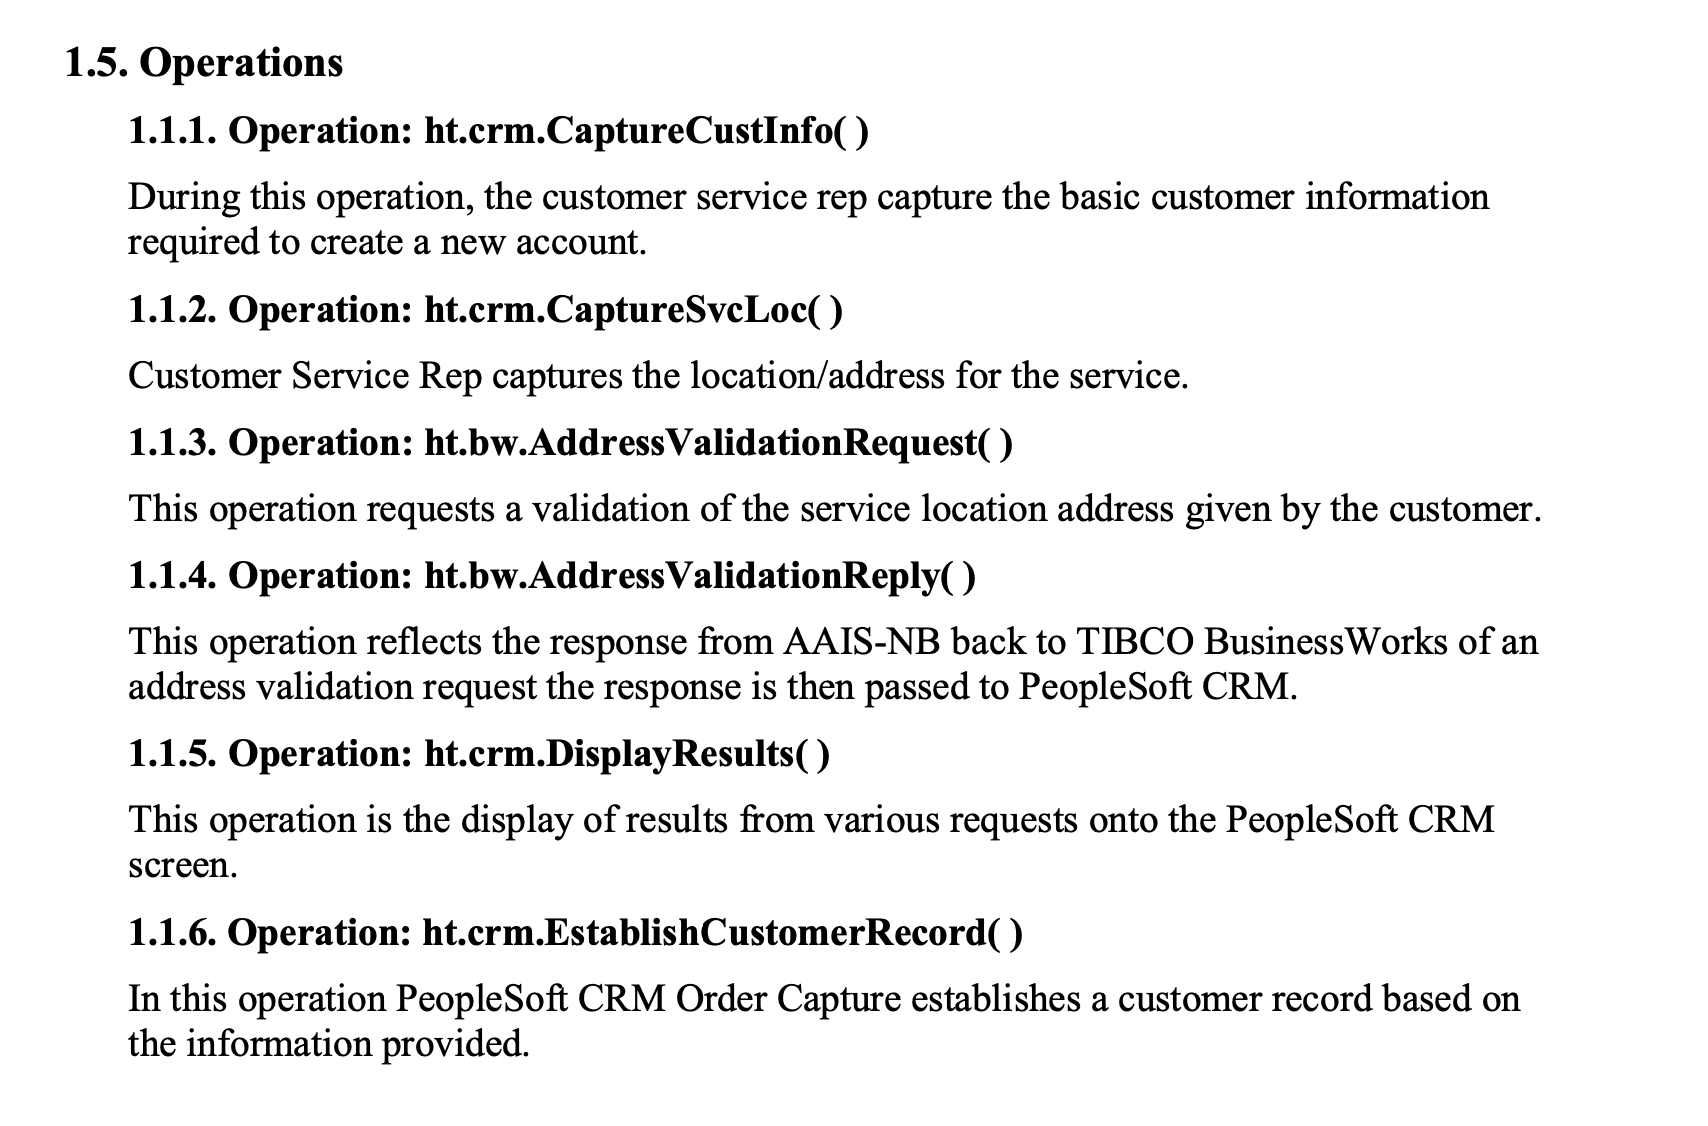 1.5. Operations
1.1.1. Operation: ht.crm.CaptureCustInfo( )
During this operation, the customer service rep capture the basic customer information
required to create a new account.
1.1.2. Operation: ht.crm.CaptureSvcLoc( )
Customer Service Rep captures the location/address for the service.
1.1.3. Operation: ht.bw.AddressValidationRequest( )
This operation requests a validation of the service location address given by the customer.
1.1.4. Operation: ht.bw.AddressValidationReply( )
This operation reflects the response from AAIS-NB back to TIBCO BusinessWorks of an
address validation request the response is then passed to PeopleSoft CRM.
1.1.5. Operation: ht.crm.DisplayResults( )
This operation is the display of results from various requests onto the PeopleSoft CRM
screen.
1.1.6. Operation: ht.crm.EstablishCustomerRecord( )
In this operation PeopleSoft CRM Order Capture establishes a customer record based on
the information provided.